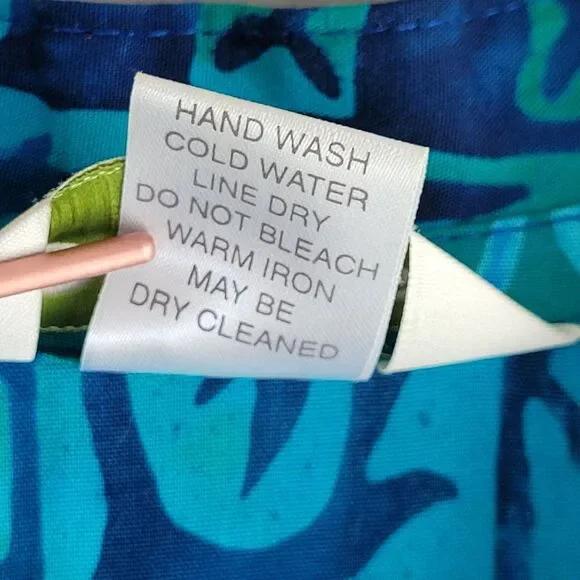 HAND WASH
COLD WATER
LINE DRY
DO NOT BLEACH
WARM IRON
MAY BE
DRY CLEANED